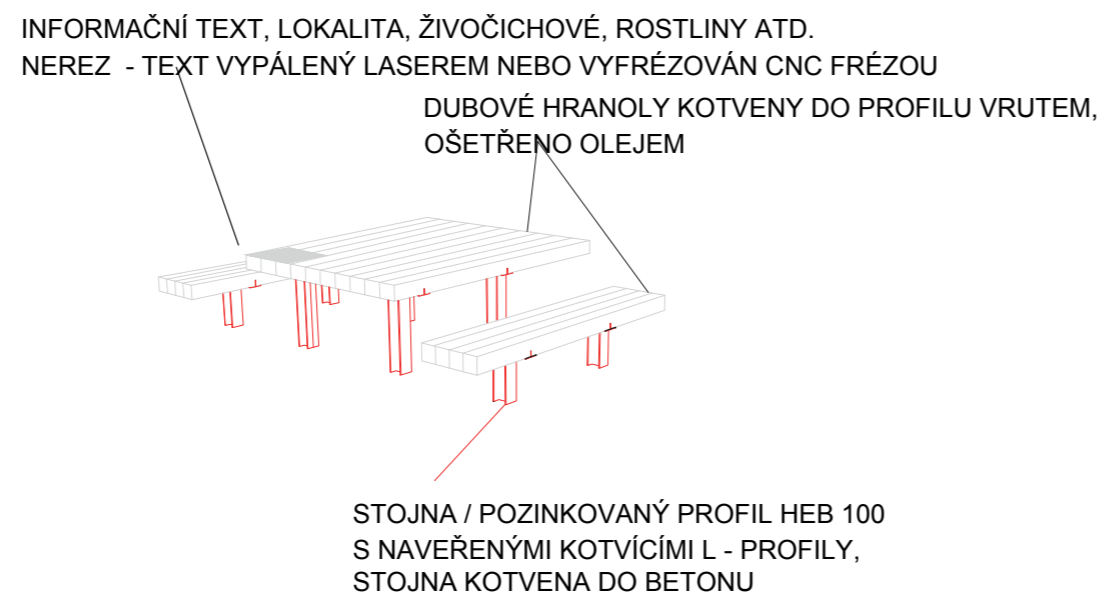 INFORMAČNÍ TEXT, LOKALITA, ŽIVOČICHOVÉ, ROSTLINY ATD.
NEREZ - TEXT VYPÁLENÝ LASEREM NEBO VYFRÉZOVÁN CNC FRÉZOU
DUBOVÉ HRANOLY KOTVENY DO PROFILU VRUTEM,
OŠETŘENO OLEJEM
STOJNA / POZINKOVANÝ PROFIL HEB 100
S NAVEŘENÝMI KOTVÍCÍMI L - PROFILY,
STOJNA KOTVENA DO BETONU